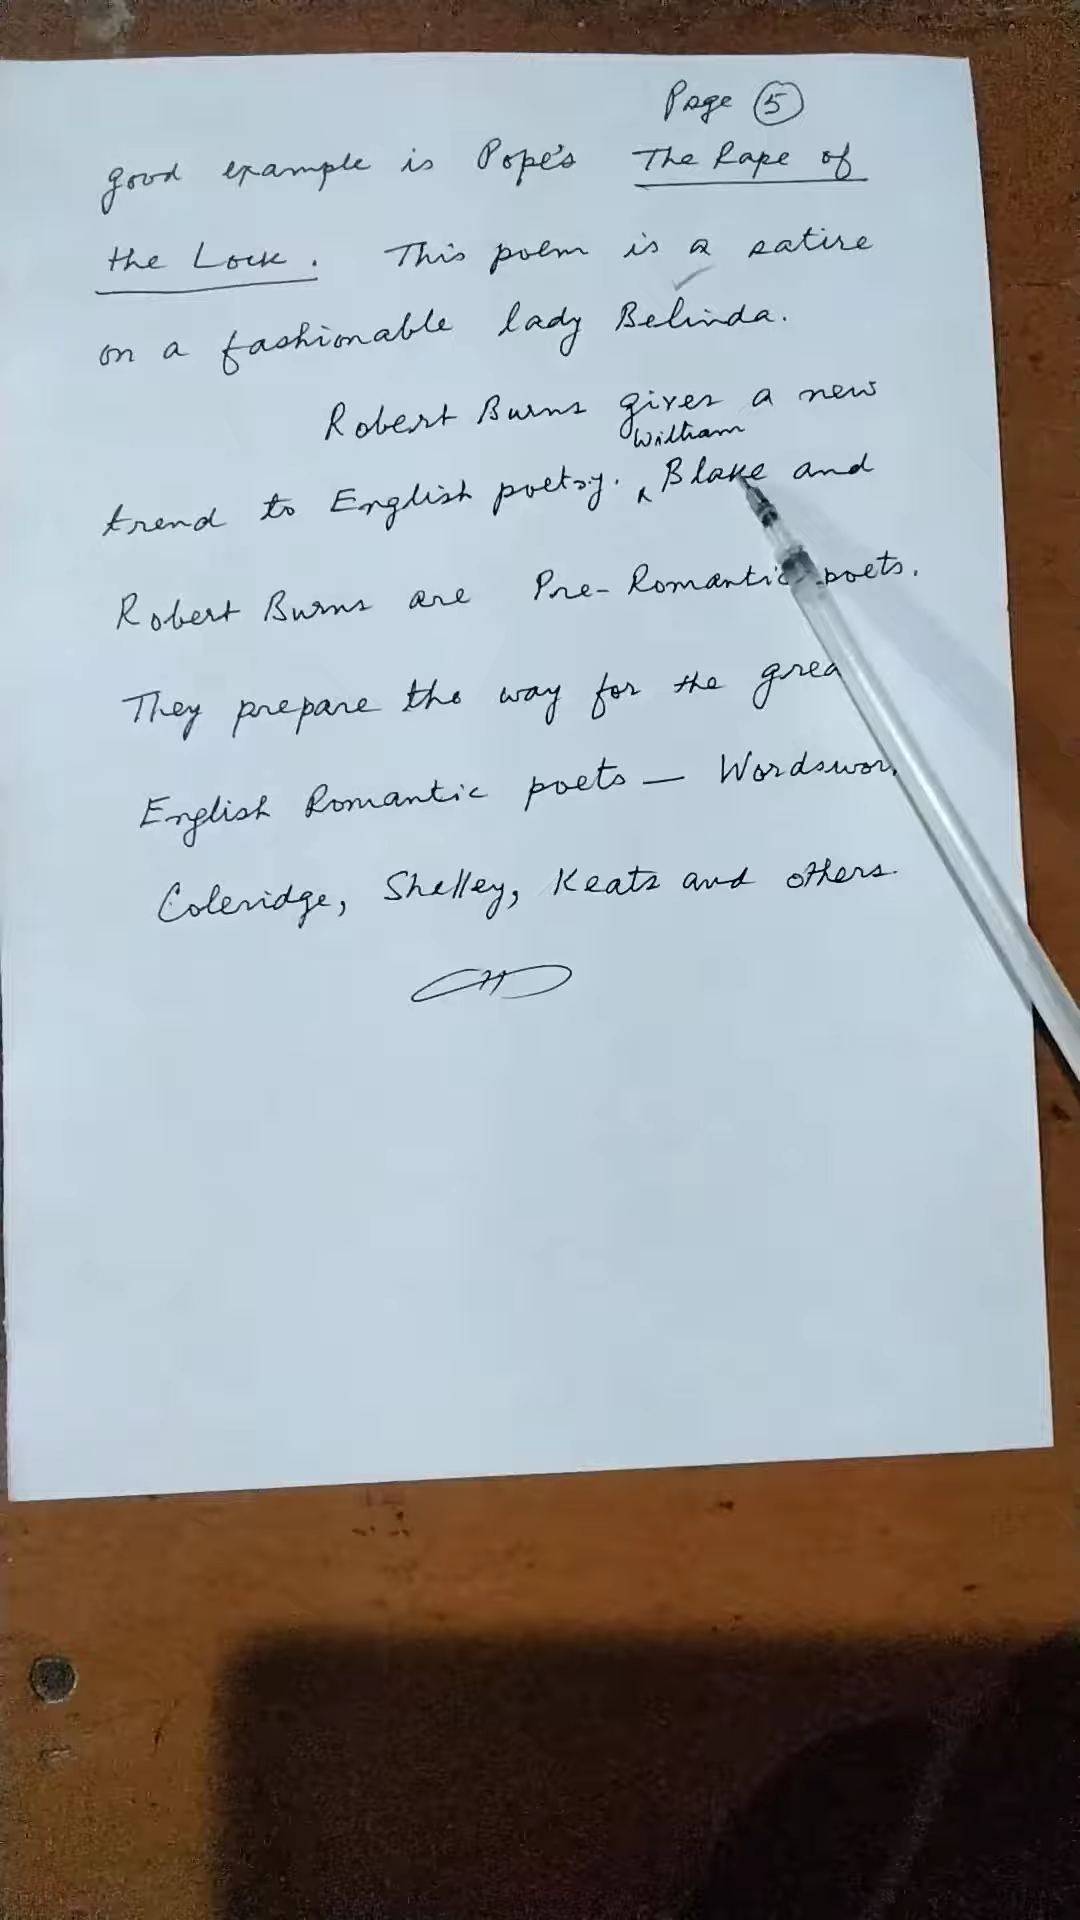 Page 5
good example is Pope's The Rape of
the Lock. This poem is a satire
on a fashionable lady Belinda.
Robert Burns gives a new
William
trend to English poetry. ^ Blake and
Robert Burns are Pre-Romantic poets.
They prepare the way for the grea
English Romantic poets — Wordswor
Coleridge, Shelley, Keats and others.